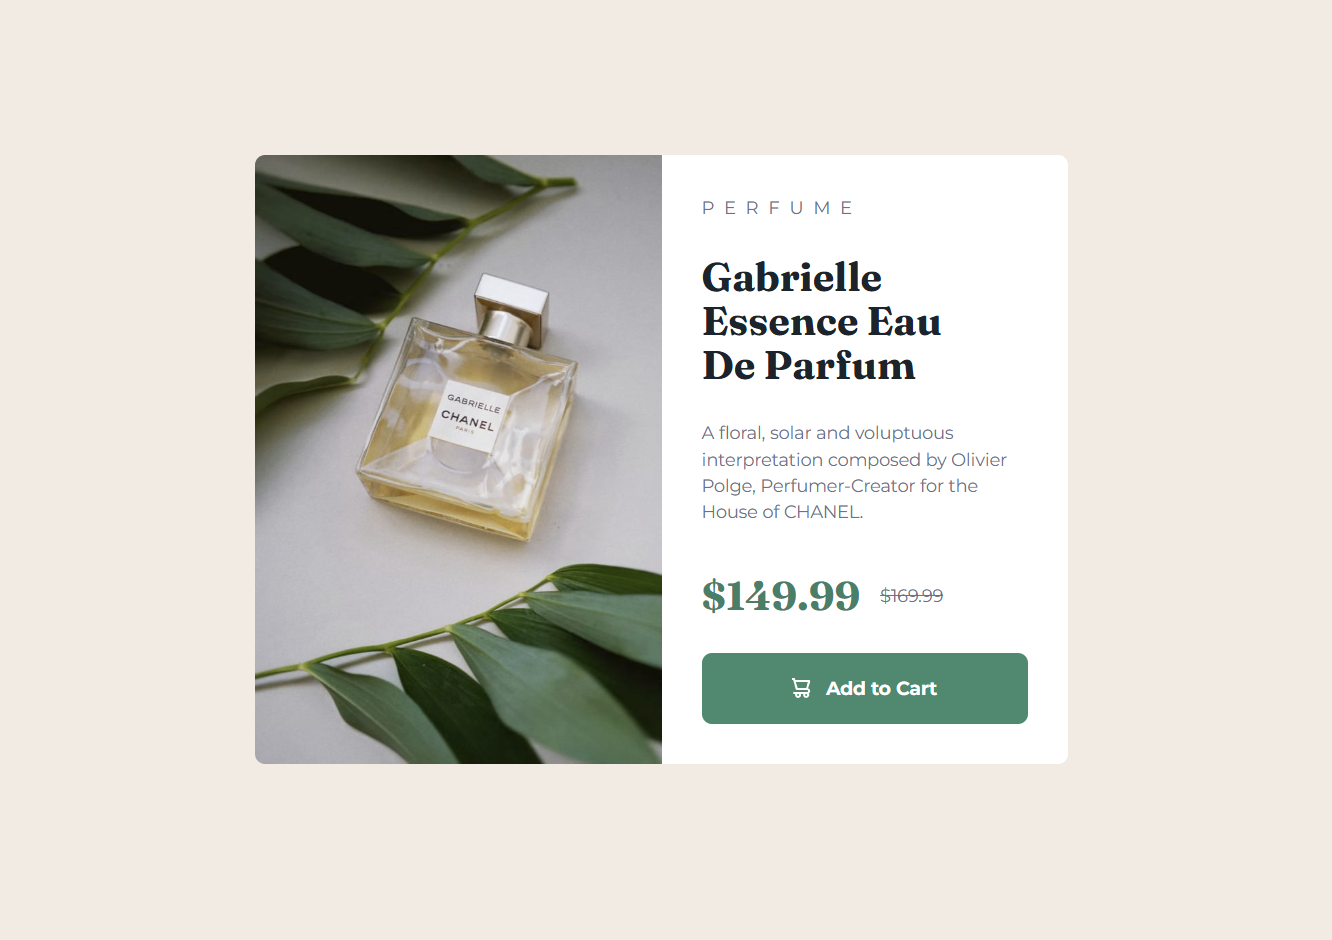 GABRIELLE
CHANEL
PARIS
PERFUME
Gabrielle
Essence Eau
De Parfum
A floral, solar and voluptuous
interpretation composed by Olivier
Polge, Perfumer-Creator for the
House of CHANEL.
$149.99 $169.99
Add to Cart